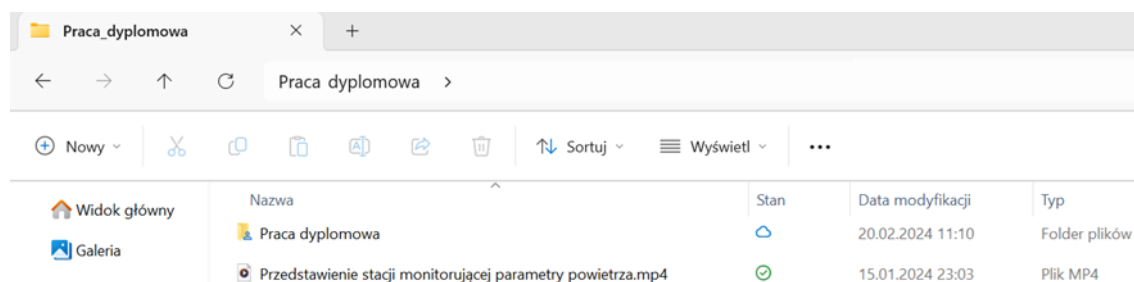 Praca_dyplomowa
Praca dyplomowa
Nowy Sortuj Wyświetl
Widok główny
Galeria
Nazwa Stan Data modyfikacji Typ
Praca dyplomowa 20.02.2024 11:10 Folder plików
Przedstawienie stacji monitorującej parametry powietrza.mp4 15.01.2024 23:03 Plik MP4